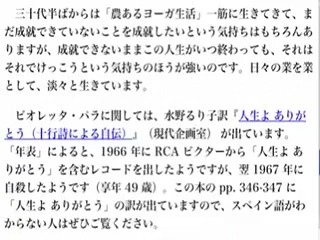 三十代半ばからは「農あるヨーガ生活」一筋に生きてきて、ま
だ成就できていないことを成就したいという気持ちはもちろんあ
りますが、成就できないままこの人生がいつ終わっても、それは
それでけっこうという気持ちのほうが強いのです。日々の業を業
として、淡々と生きています。
ビオレッタ・パラに関しては、水野るり子訳『人生よ ありが
とう（十行詩による自伝）』（現代企画室）が出ています。
「年表」によると、1966 年に RCA ビクターから「人生よ あ
りがとう」を含むレコードを出したようですが、翌 1967 年に
自殺したようです（享年 49 歳）。この本の pp. 346-347 に
「人生よ ありがとう」の訳が出ていますので、スペイン語がわ
からない人はぜひご覧ください。